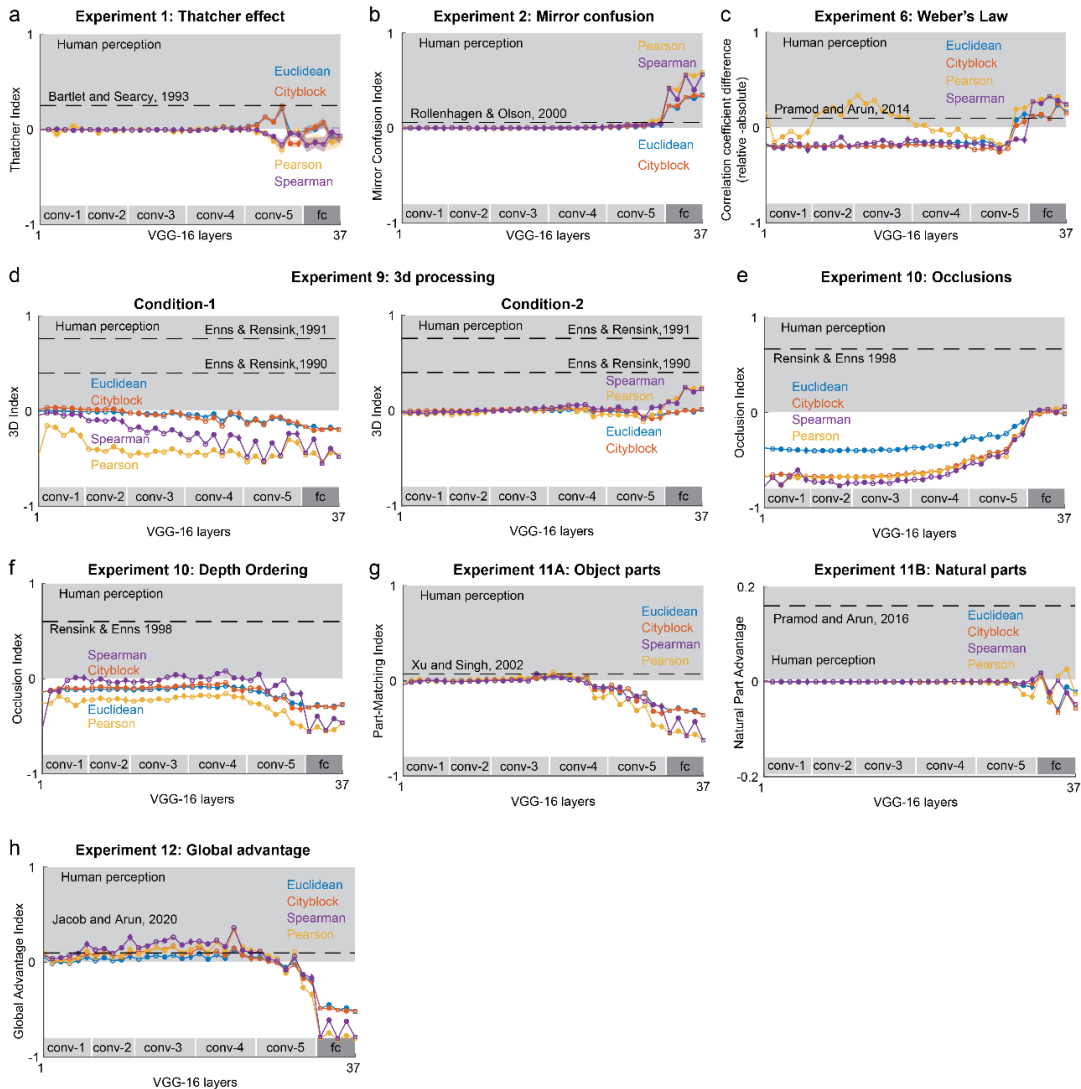 a
Experiment 1: Thatcher effect
1
Human perception
Euclidean
Cityblock
Bartlet and Searcy, 1993
0
Thatcher Index
Pearson
Spearman
conv-1 conv-2 conv-3 conv-4 conv-5 fc
-1
1 37
VGG-16 layers
b
Experiment 2: Mirror confusion
1
Human perception
Pearson
Spearman
Rollenhagen & Olson, 2000
0
Mirror Confusion Index
Euclidean
Cityblock
conv-1 conv-2 conv-3 conv-4 conv-5 fc
-1
1 37
VGG-16 layers
c
Experiment 6: Weber's Law
1
Human perception
Euclidean
Cityblock
Pearson
Spearman
Pramod and Arun, 2014
0
Correlation coefficient difference
(relative -absolute)
conv-1 conv-2 conv-3 conv-4 conv-5 fc
-1
1 37
VGG-16 layers
d
Experiment 9: 3d processing
Condition-1
1
Human perception
Enns & Rensink,1991
Enns & Rensink,1990
Euclidean
Cityblock
0
3D Index
Spearman
Pearson
conv-1 conv-2 conv-3 conv-4 conv-5 fc
-1
1 37
VGG-16 layers
Condition-2
1
Human perception
Enns & Rensink,1991
Enns & Rensink,1990
Spearman
Pearson
0
3D Index
Euclidean
Cityblock
conv-1 conv-2 conv-3 conv-4 conv-5 fc
-1
1 37
VGG-16 layers
e
Experiment 10: Occlusions
1
Human perception
Rensink & Enns 1998
Euclidean
Cityblock
Spearman
Pearson
0
Occlusion Index
conv-1 conv-2 conv-3 conv-4 conv-5 fc
-1
1 37
VGG-16 layers
f
Experiment 10: Depth Ordering
1
Human perception
Rensink & Enns 1998
Spearman
Cityblock
0
Occlusion Index
Euclidean
Pearson
conv-1 conv-2 conv-3 conv-4 conv-5 fc
-1
1 37
VGG-16 layers
g
Experiment 11A: Object parts
1
Human perception
Euclidean
Cityblock
Spearman
Pearson
Xu and Singh, 2002
0
Part-Matching Index
conv-1 conv-2 conv-3 conv-4 conv-5 fc
-1
1 37
VGG-16 layers
Experiment 11B: Natural parts
0.2
Pramod and Arun, 2016
Euclidean
Cityblock
Spearman
Pearson
Human perception
0
Natural Part Advantage
conv-1 conv-2 conv-3 conv-4 conv-5 fc
-0.2
1 37
VGG-16 layers
h
Experiment 12: Global advantage
1
Human perception
Euclidean
Cityblock
Spearman
Pearson
Jacob and Arun, 2020
0
Global Advantage Index
conv-1 conv-2 conv-3 conv-4 conv-5 fc
-1
1 37
VGG-16 layers